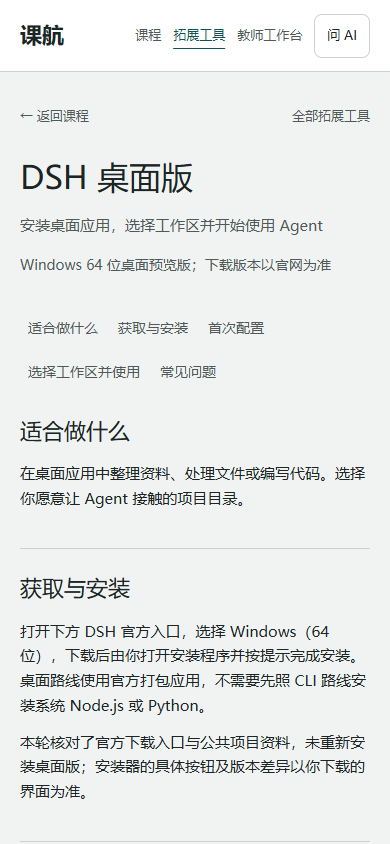 课航
课程 拓展工具 教师工作台 问 AI
← 返回课程 全部拓展工具
DSH 桌面版
安装桌面应用，选择工作区并开始使用 Agent
Windows 64 位桌面预览版；下载版本以官网为准
适合做什么 获取与安装 首次配置
选择工作区并使用 常见问题
适合做什么
在桌面应用中整理资料、处理文件或编写代码。选择
你愿意让 Agent 接触的项目目录。
获取与安装
打开下方 DSH 官方入口，选择 Windows（64
位），下载后由你打开安装程序并按提示完成安装。
桌面路线使用官方打包应用，不需要先照 CLI 路线安
装系统 Node.js 或 Python。
本轮核对了官方下载入口与公共项目资料，未重新安
装桌面版；安装器的具体按钮及版本差异以你下载的
界面为准。